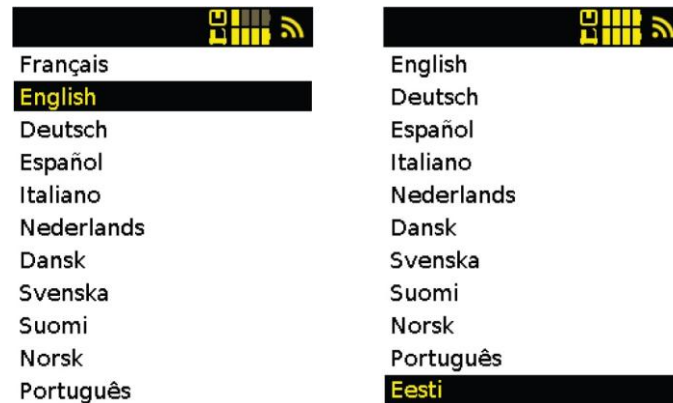 Français
English
Deutsch
Español
Italiano
Nederlands
Dansk
Svenska
Suomi
Norsk
Português
English
Deutsch
Español
Italiano
Nederlands
Dansk
Svenska
Suomi
Norsk
Português
Eesti